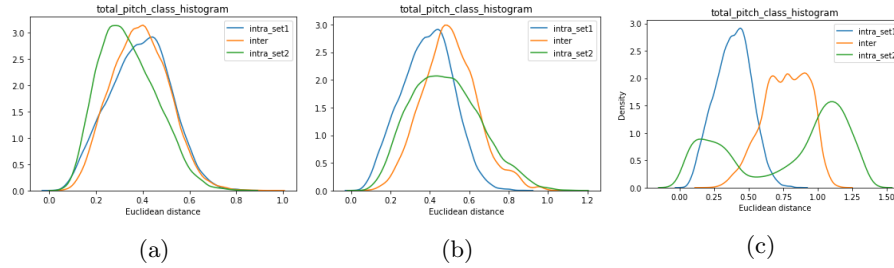 total_pitch_class_histogram
3.0
2.5
2.0
1.5
1.0
0.5
0.0
intra_set1
inter
intra_set2
0.0 0.2 0.4 0.6 0.8 1.0
Euclidean distance
(a)
total_pitch_class_histogram
3.0
2.5
2.0
1.5
1.0
0.5
0.0
intra_set1
inter
intra_set2
0.0 0.2 0.4 0.6 0.8 1.0 1.2
Euclidean distance
(b)
total_pitch_class_histogram
Density
3.0
2.5
2.0
1.5
1.0
0.5
0.0
intra_set1
inter
intra_set2
0.00 0.25 0.50 0.75 1.00 1.25 1.50
Euclidean distance
(c)